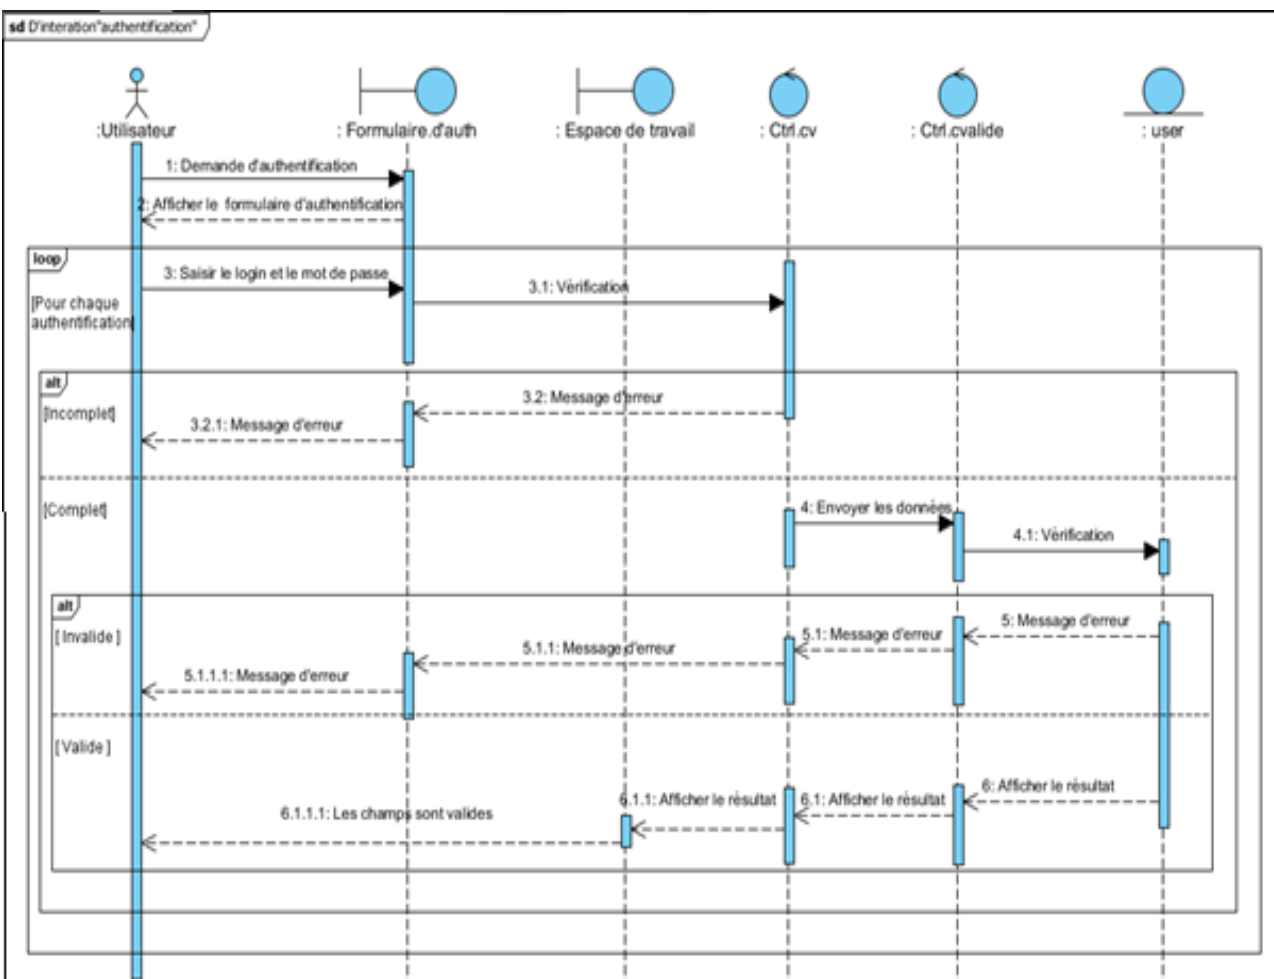 sd D'interation"authentification"
:Utilisateur
: Formulaire.d'auth
: Espace de travail
: Ctrl.cv
: Ctrl.cvalide
: user
1: Demande d'authentification
2: Afficher le formulaire d'authentification
loop
3: Saisir le login et le mot de passe
3.1: Vèrification
[Pour chaque
authentification]
alt
[Incomplet]
3.2: Message d'erreur
3.2.1: Message d'erreur
[Complet]
4: Envoyer les données
4.1: Vèrification
alt
[ Invalide ]
5: Message d'erreur
5.1: Message d'erreur
5.1.1: Message d'erreur
5.1.1.1: Message d'erreur
[ Valide ]
6: Afficher le rèsultat
6.1: Afficher le rèsultat
6.1.1: Afficher le rèsultat
6.1.1.1: Les champs sont valides